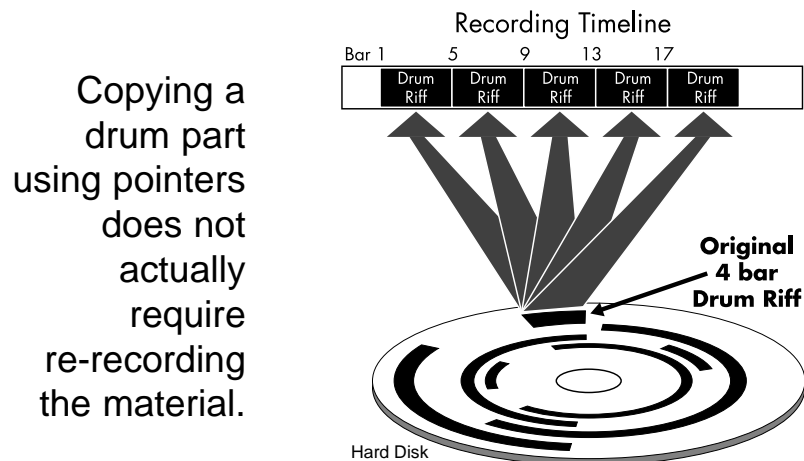 Copying a
drum part
using pointers
does not
actually
require
re-recording
the material.
Recording Timeline
Bar 1 5 9 13 17
Drum Drum Drum Drum Drum
Riff Riff Riff Riff Riff
Original
4 bar
Drum Riff
Hard Disk